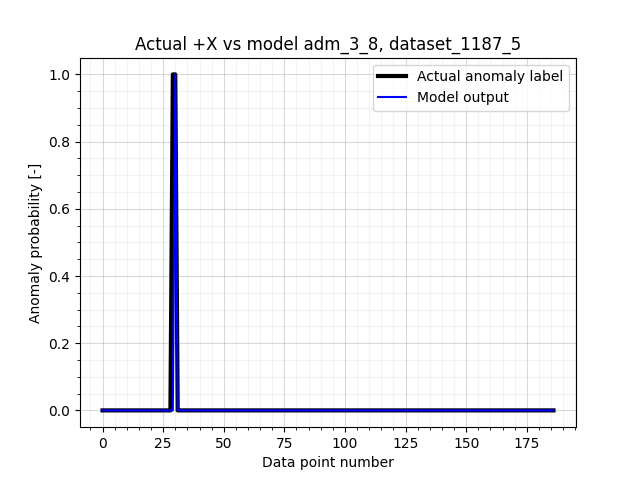 Actual +X vs model adm_3_8, dataset_1187_5
Actual anomaly label
Model output
Anomaly probability [-]
1.0
0.8
0.6
0.4
0.2
0.0
0 25 50 75 100 125 150 175
Data point number